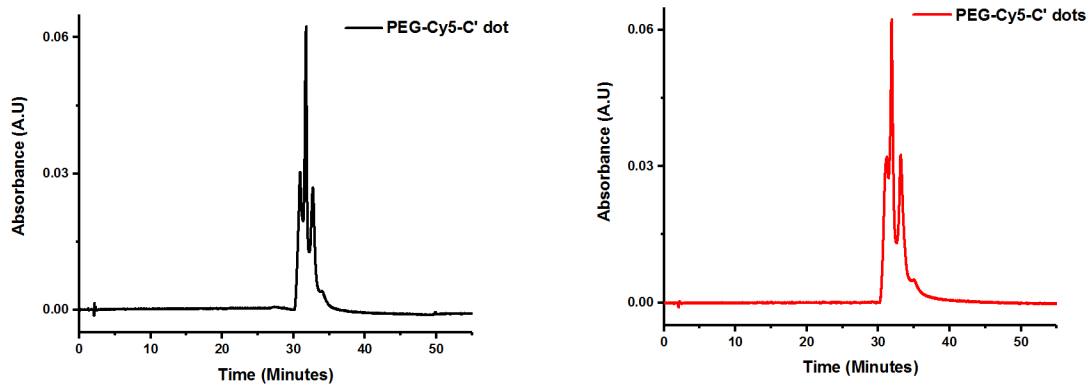 PEG-Cy5-C' dot
0.06
0.03
0.00
Absorbance (A.U)
0 10 20 30 40 50
Time (Minutes)
PEG-Cy5-C' dots
0.06
0.03
0.00
Absorbance (A.U)
0 10 20 30 40 50
Time (Minutes)